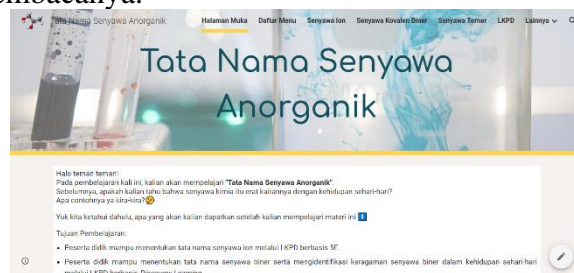 embacanya.
Tata Nama Senyawa Anorganik
Halaman Muka Daftar Menu Senyawa Ion Senyawa Kovalen Biner Senyawa Terner LKPD Lainnya
Tata Nama Senyawa
Anorganik
Halo teman teman!
Pada pembelajaran kali ini, kalian akan mempelajari "Tata Nama Senyawa Anorganik".
Sebelumnya, apakah kalian tahu bahwa senyawa kimia itu erat kaitannya dengan kehidupan sehari-hari?
Apa contohnya ya kira-kira?
Yuk kita ketahui dahulu, apa yang akan kalian dapatkan setelah kalian mempelajari materi ini
Tujuan Pembelajaran:
• Peserta didik mampu menentukan tata nama senyawa ion melalui LKPD berbasis 5E.
• Peserta didik mampu menentukan tata nama senyawa biner serta mengidentifikasi keragaman senyawa biner dalam kehidupan sehari-hari
melalui LKPD berbasis Discovery Learning.